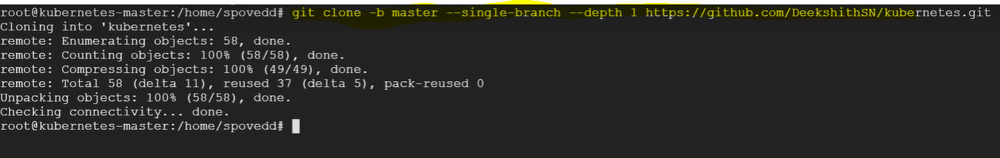 root@kubernetes-master:/home/spovedd# git clone -b master --single-branch --depth 1 https://github.com/DeekshithSN/kubernetes.git
Cloning into 'kubernetes'...
remote: Enumerating objects: 58, done.
remote: Counting objects: 100% (58/58), done.
remote: Compressing objects: 100% (49/49), done.
remote: Total 58 (delta 11), reused 37 (delta 5), pack-reused 0
Unpacking objects: 100% (58/58), done.
Checking connectivity... done.
root@kubernetes-master:/home/spovedd#